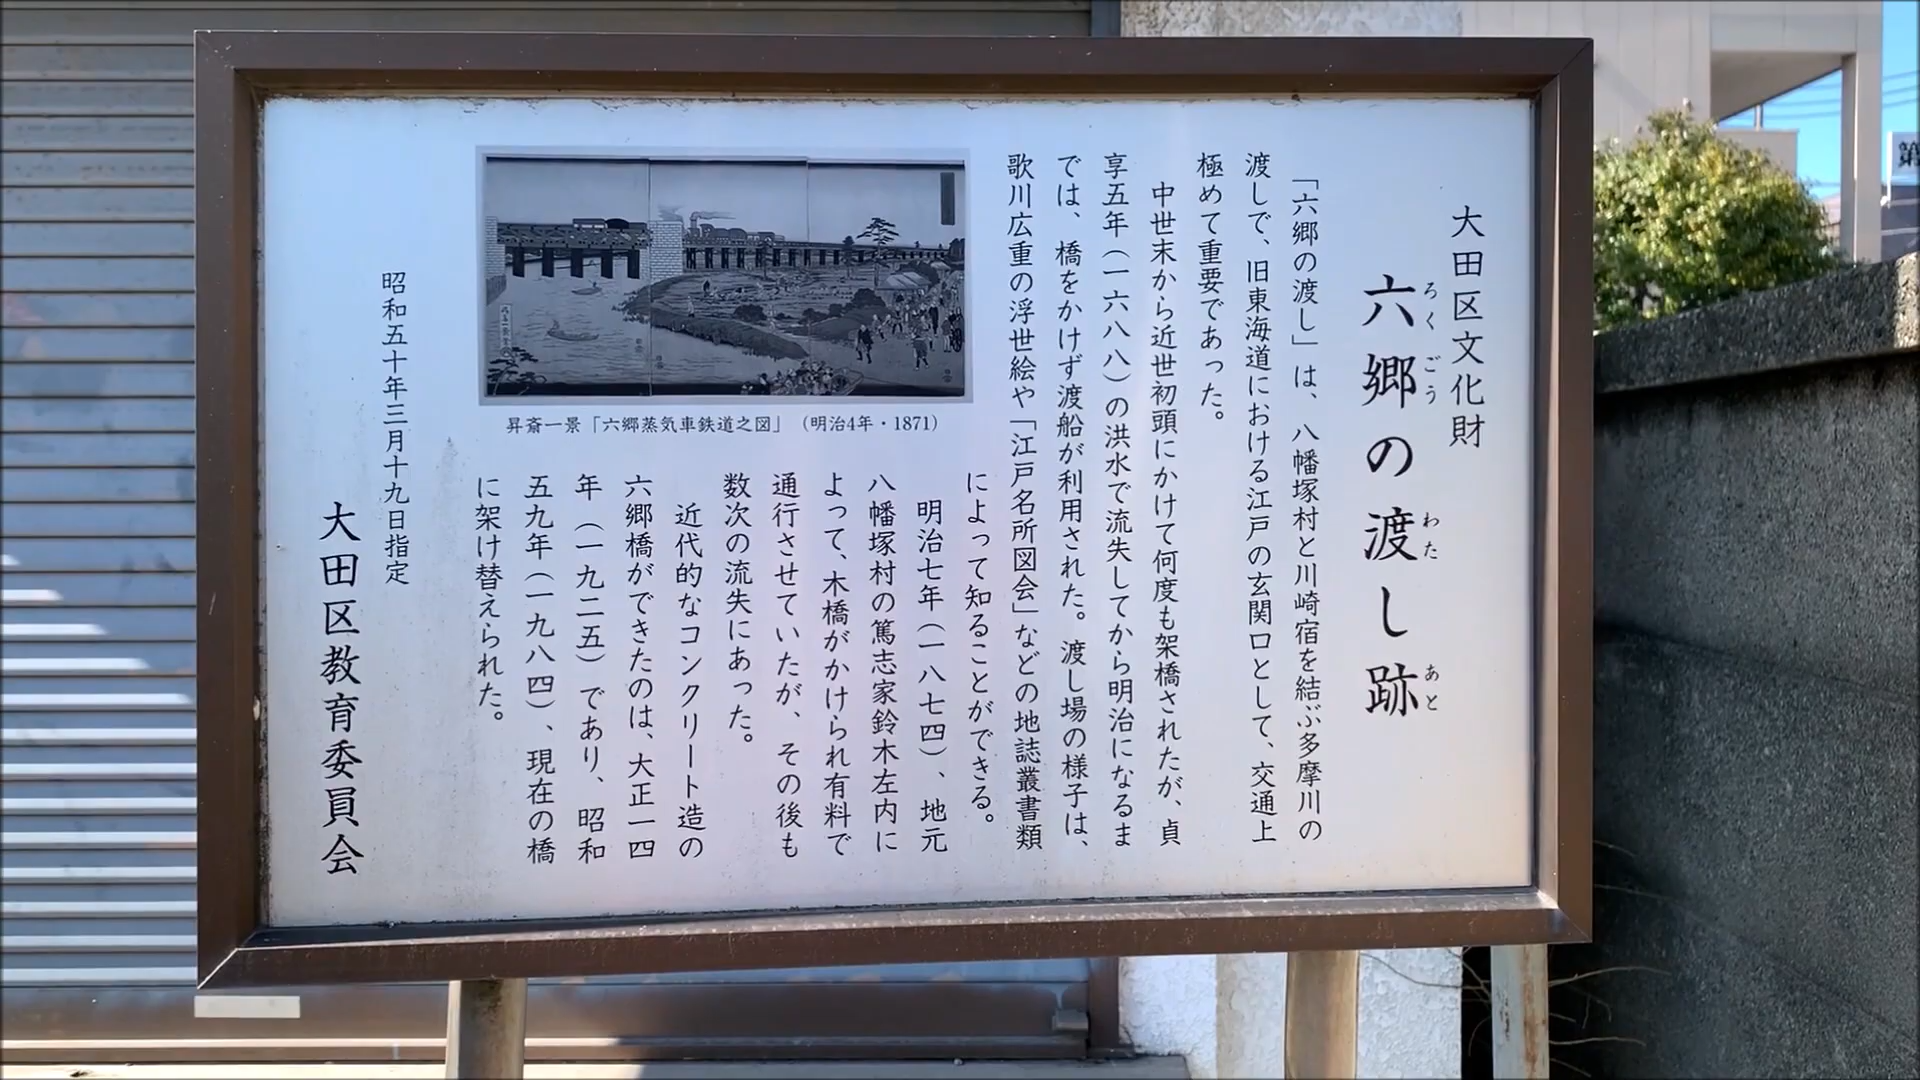 大田区文化財
六郷の渡し跡
ろくごう わた あと
「六郷の渡し」は、八幡塚村と川崎宿を結ぶ多摩川の
渡しで、旧東海道における江戸の玄関口として、交通上
極めて重要であった。
中世末から近世初頭にかけて何度も架橋されたが、貞
享五年（一六八八）の洪水で流失してから明治になるま
では、橋をかけず渡船が利用された。渡し場の様子は、
歌川広重の浮世絵や「江戸名所図会」などの地誌叢書類
によって知ることができる。
明治七年（一八七四）、地元
八幡塚村の篤志家鈴木左内に
よって、木橋がかけられ有料で
通行させていたが、その後も
数次の流失にあった。
近代的なコンクリート造の
六郷橋ができたのは、大正一四
年（一九二五）であり、昭和
五九年（一九八四）、現在の橋
に架け替えられた。
昇斎一景「六郷蒸気車鉄道之図」（明治4年・1871）
昭和五十年三月十九日指定
大田区教育委員会
第